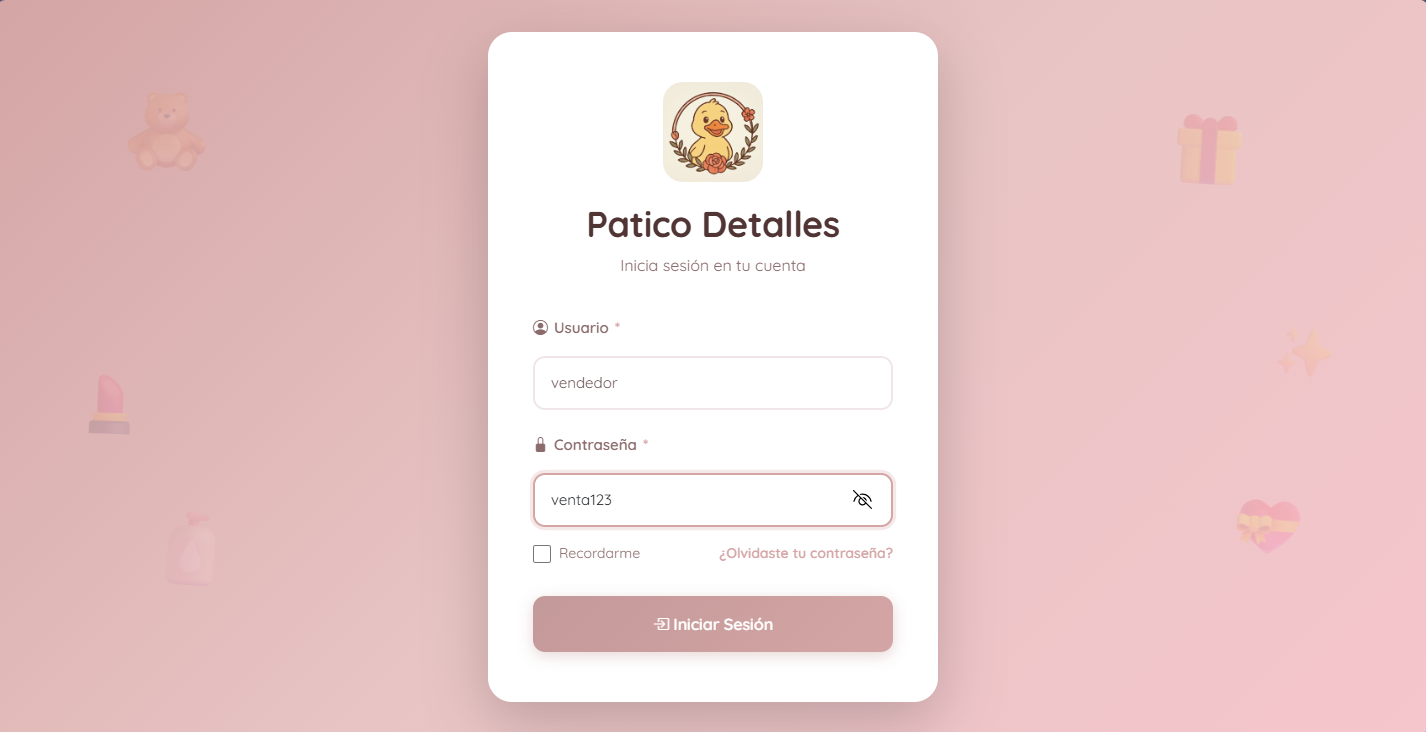 Patico Detalles
Inicia sesión en tu cuenta
Usuario *
vendedor
Contraseña *
venta123
Recordarme ¿Olvidaste tu contraseña?
Iniciar Sesión